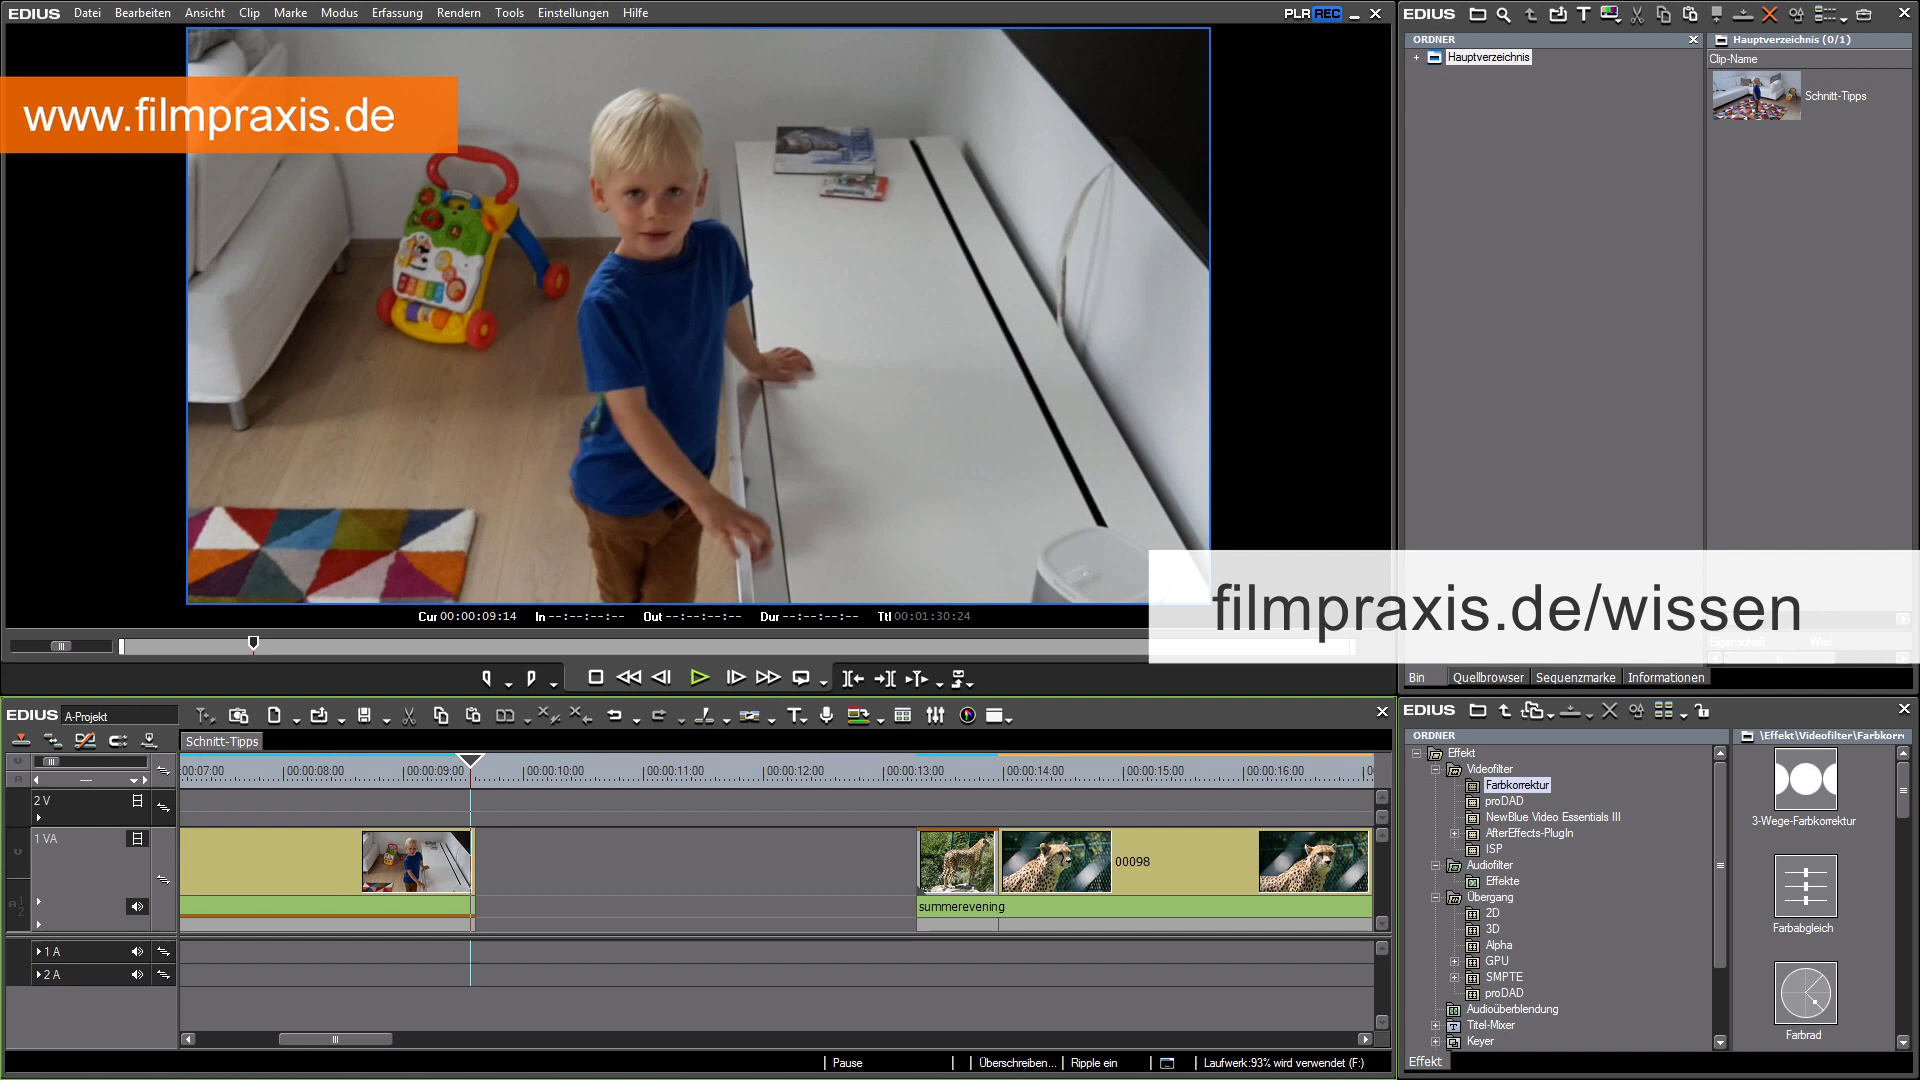 EDIUS Datei Bearbeiten Ansicht Clip Marke Modus Erfassung Rendern Tools Einstellungen Hilfe PLR REC
www.filmpraxis.de
Cur 00:00:09:14 In --:--:--:-- Out --:--:--:-- Dur --:--:--:-- Ttl 00:01:30:24
EDIUS
ORDNER
Hauptverzeichnis
Hauptverzeichnis (0/1)
Clip-Name
Schnitt-Tipps
filmpraxis.de/wissen
Eigenschaft Wert
Bin Quellbrowser Sequenzmarke Informationen
EDIUS A-Projekt
Schnitt-Tipps
:00:07:00 00:00:08:00 00:00:09:00 00:00:10:00 00:00:11:00 00:00:12:00 00:00:13:00 00:00:14:00 00:00:15:00 00:00:16:00
2 V
1 VA
00098
summerevening
1 A
2 A
Pause Überschreiben... Ripple ein Laufwerk:93% wird verwendet (F:)
EDIUS
ORDNER
Effekt
Videofilter
Farbkorrektur
proDAD
NewBlue Video Essentials III
AfterEffects-PlugIn
ISP
Audiofilter
Effekte
Übergang
2D
3D
Alpha
GPU
SMPTE
proDAD
Audioüberblendung
Titel-Mixer
Keyer
Effekt
\Effekt\Videofilter\Farbkorr
3-Wege-Farbkorrektur
Farbabgleich
Farbrad